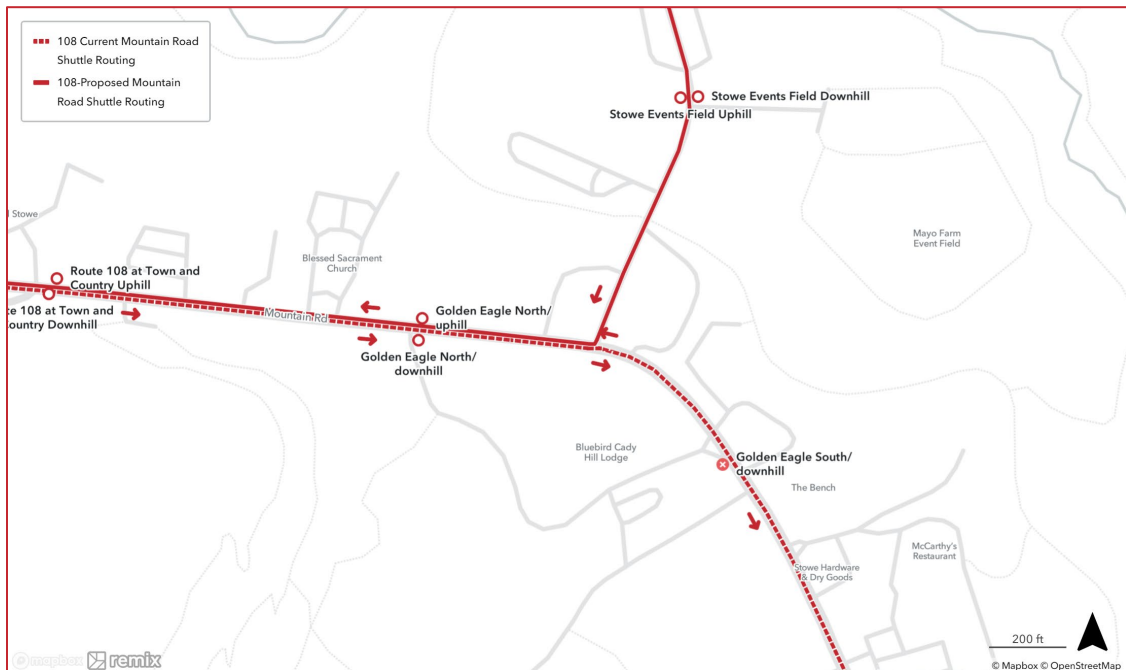 108 Current Mountain Road
Shuttle Routing
108-Proposed Mountain
Road Shuttle Routing
Stowe Events Field Downhill
Stowe Events Field Uphill
Stowe
Mayo Farm
Event Field
Blessed Sacrament
Church
Route 108 at Town and
Country Uphill
te 108 at Town and
ountry Downhill
Mountain Rd
Golden Eagle North/
uphill
Golden Eagle North/
downhill
Bluebird Cady
Hill Lodge
Golden Eagle South/
downhill
The Bench
McCarthy's
Restaurant
Stowe Hardware
& Dry Goods
200 ft
mapbox remix
© Mapbox © OpenStreetMap